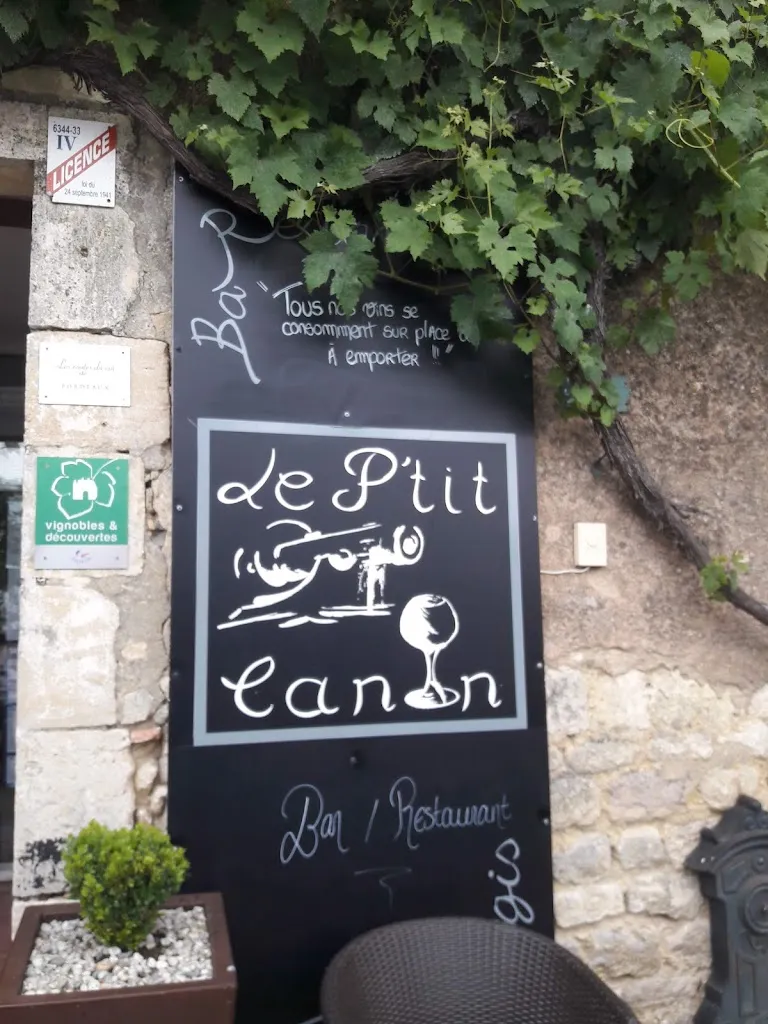 6344-33
IV
LICENCE
loi du
24 septembre 1941
vignobles &
découvertes
BaR
"Tous nos vins se
consomment sur place
à emporter !!!"
Le P'tit
Canon
Bar / Restaurant
gis